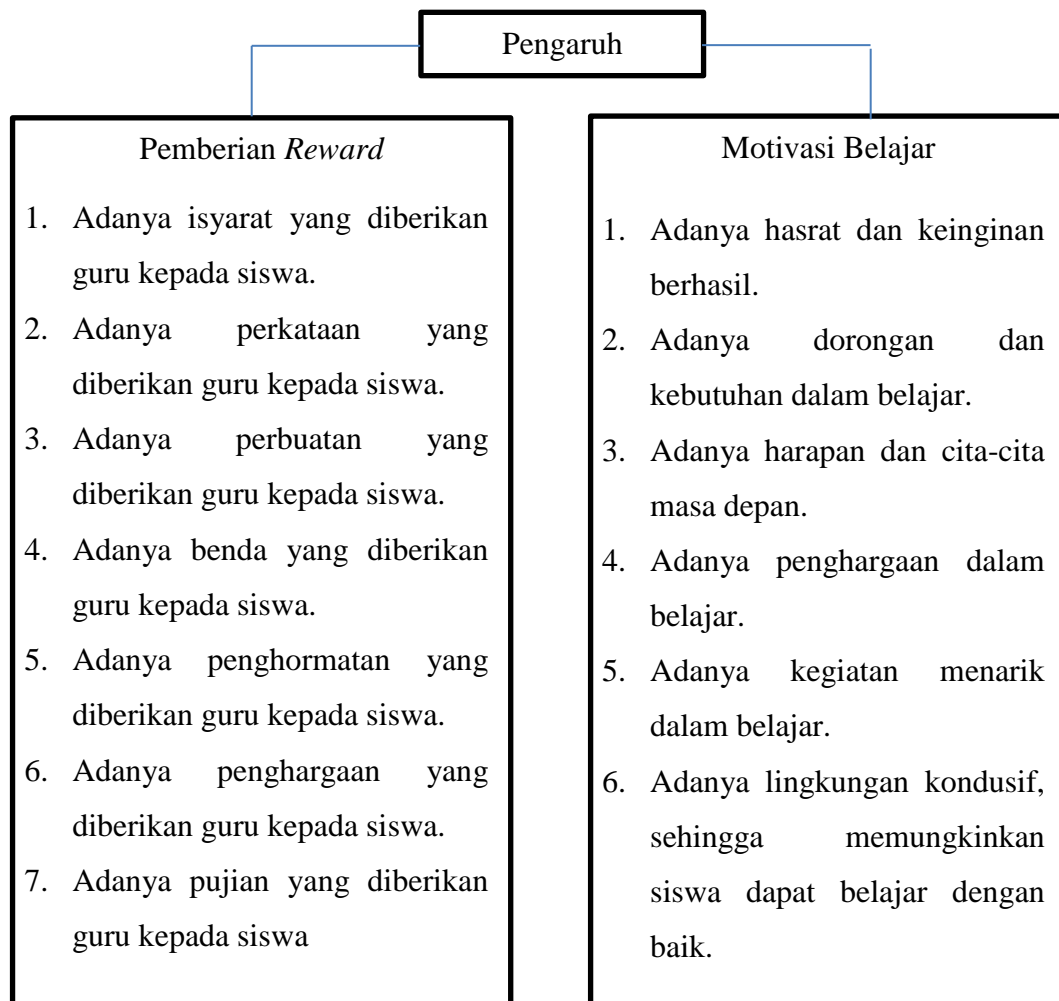 Pengaruh
Pemberian Reward
1. Adanya isyarat yang diberikan
guru kepada siswa.
2. Adanya perkataan yang
diberikan guru kepada siswa.
3. Adanya perbuatan yang
diberikan guru kepada siswa.
4. Adanya benda yang diberikan
guru kepada siswa.
5. Adanya penghormatan yang
diberikan guru kepada siswa.
6. Adanya penghargaan yang
diberikan guru kepada siswa.
7. Adanya pujian yang diberikan
guru kepada siswa
Motivasi Belajar
1. Adanya hasrat dan keinginan
berhasil.
2. Adanya dorongan dan
kebutuhan dalam belajar.
3. Adanya harapan dan cita-cita
masa depan.
4. Adanya penghargaan dalam
belajar.
5. Adanya kegiatan menarik
dalam belajar.
6. Adanya lingkungan kondusif,
sehingga memungkinkan
siswa dapat belajar dengan
baik.